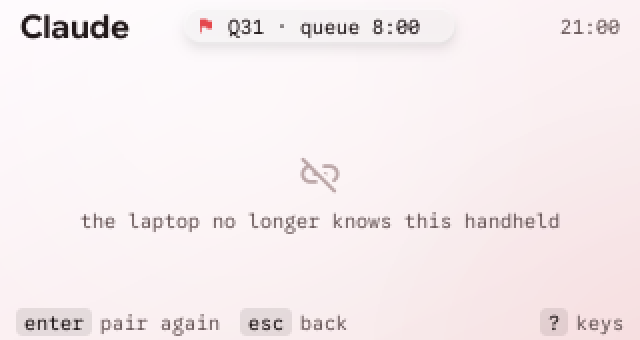 Claude
Q31 · queue 8:00
21:00
the laptop no longer knows this handheld
enter pair again esc back
? keys